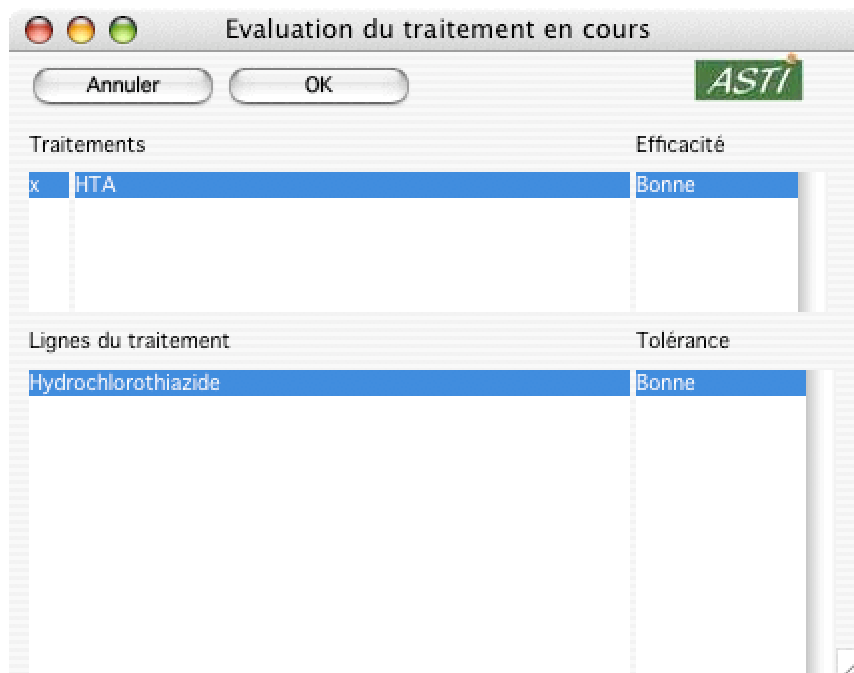 Evaluation du traitement en cours
Annuler OK ASTI
Traitements Efficacité
x HTA Bonne
Lignes du traitement Tolérance
Hydrochlorothiazide Bonne